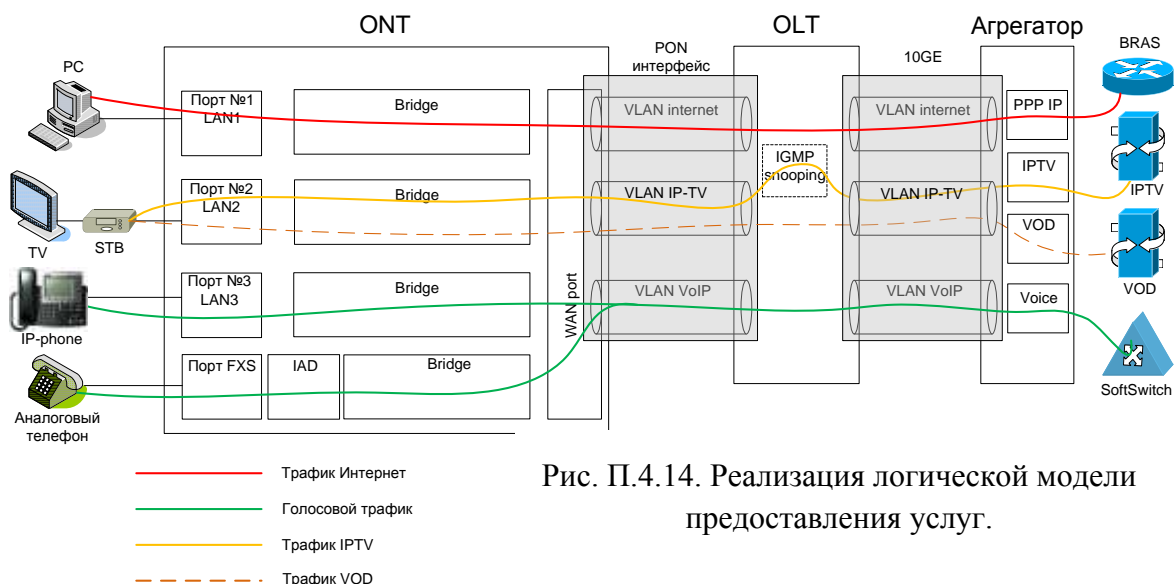 ONT
OLT
Агрегатор
PC
PON
интерфейс
10GE
BRAS
Порт №1
LAN1
Bridge
VLAN internet
VLAN internet
PPP IP
IGMP
snooping
IPTV
Порт №2
LAN2
Bridge
VLAN IP-TV
VLAN IP-TV
IPTV
TV
STB
VOD
Порт №3
LAN3
Bridge
WAN port
VLAN VoIP
VLAN VoIP
Voice
VOD
IP-phone
Порт FXS
IAD
Bridge
SoftSwitch
Аналоговый
телефон
Трафик Интернет
Голосовой трафик
Трафик IPTV
Трафик VOD
Рис. П.4.14. Реализация логической модели
предоставления услуг.